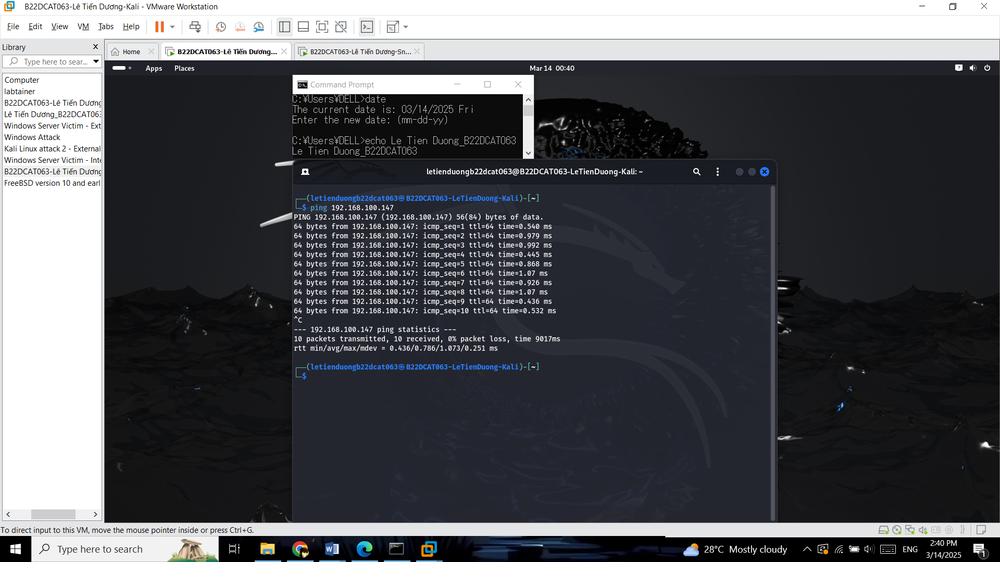 B22DCAT063-Lê Tiến Dương-Kali - VMware Workstation
File Edit View VM Tabs Help
Library
Type here to sear...
Computer
labtainer
B22DCAT063-Lê Tiến Dương
Lê Tiến Dương_B22DCAT063
Windows Server Victim - Ext
Windows Attack
Kali Linux attack 2 - External
Windows Server Victim - Inte
B22DCAT063-Lê Tiến Dương
FreeBSD version 10 and earl
Home
B22DCAT063-Lê Tiến Dương...
B22DCAT063-Lê Tiến Dương-Sn...
Apps Places
Mar 14 00:40
Command Prompt
C:¥Users¥DELL>date
The current date is: 03/14/2025 Fri
Enter the new date: (mm-dd-yy)
C:¥Users¥DELL>echo Le Tien Duong_B22DCAT063
Le Tien Duong_B22DCAT063
letienduongb22dcat063@B22DCAT063-LeTienDuong-Kali: ~
┌──(letienduongb22dcat063㉿B22DCAT063-LeTienDuong-Kali)-[~]
└─$ ping 192.168.100.147
PING 192.168.100.147 (192.168.100.147) 56(84) bytes of data.
64 bytes from 192.168.100.147: icmp_seq=1 ttl=64 time=0.540 ms
64 bytes from 192.168.100.147: icmp_seq=2 ttl=64 time=0.979 ms
64 bytes from 192.168.100.147: icmp_seq=3 ttl=64 time=0.992 ms
64 bytes from 192.168.100.147: icmp_seq=4 ttl=64 time=0.445 ms
64 bytes from 192.168.100.147: icmp_seq=5 ttl=64 time=0.868 ms
64 bytes from 192.168.100.147: icmp_seq=6 ttl=64 time=1.07 ms
64 bytes from 192.168.100.147: icmp_seq=7 ttl=64 time=0.926 ms
64 bytes from 192.168.100.147: icmp_seq=8 ttl=64 time=1.07 ms
64 bytes from 192.168.100.147: icmp_seq=9 ttl=64 time=0.436 ms
64 bytes from 192.168.100.147: icmp_seq=10 ttl=64 time=0.532 ms
^C
--- 192.168.100.147 ping statistics ---
10 packets transmitted, 10 received, 0% packet loss, time 9017ms
rtt min/avg/max/mdev = 0.436/0.786/1.073/0.251 ms
┌──(letienduongb22dcat063㉿B22DCAT063-LeTienDuong-Kali)-[~]
└─$
To direct input to this VM, move the mouse pointer inside or press Ctrl+G.
Type here to search
28°C Mostly cloudy
ENG
2:40 PM
3/14/2025
1